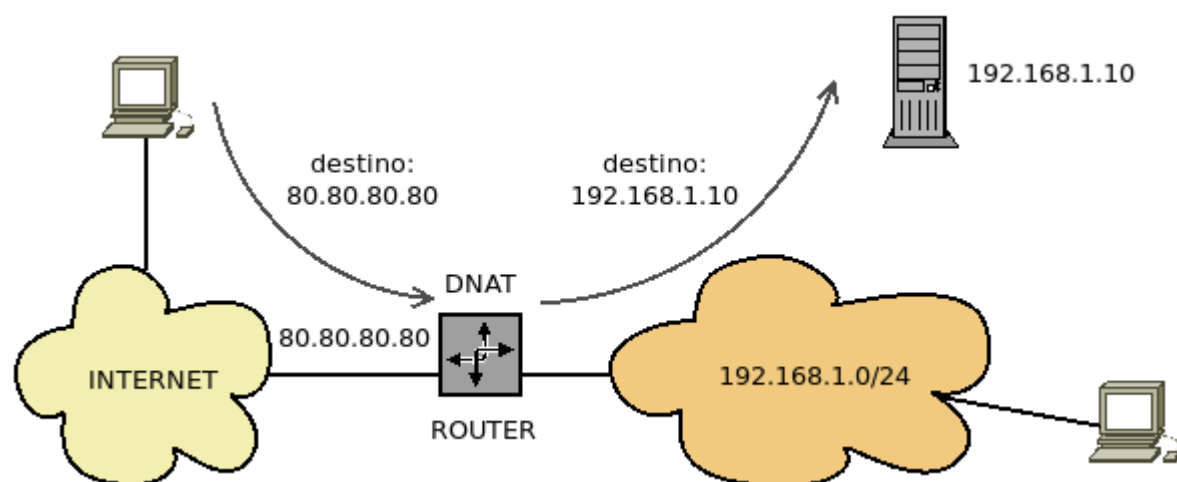 192.168.1.10
destino:
80.80.80.80
destino:
192.168.1.10
DNAT
80.80.80.80
INTERNET
192.168.1.0/24
ROUTER